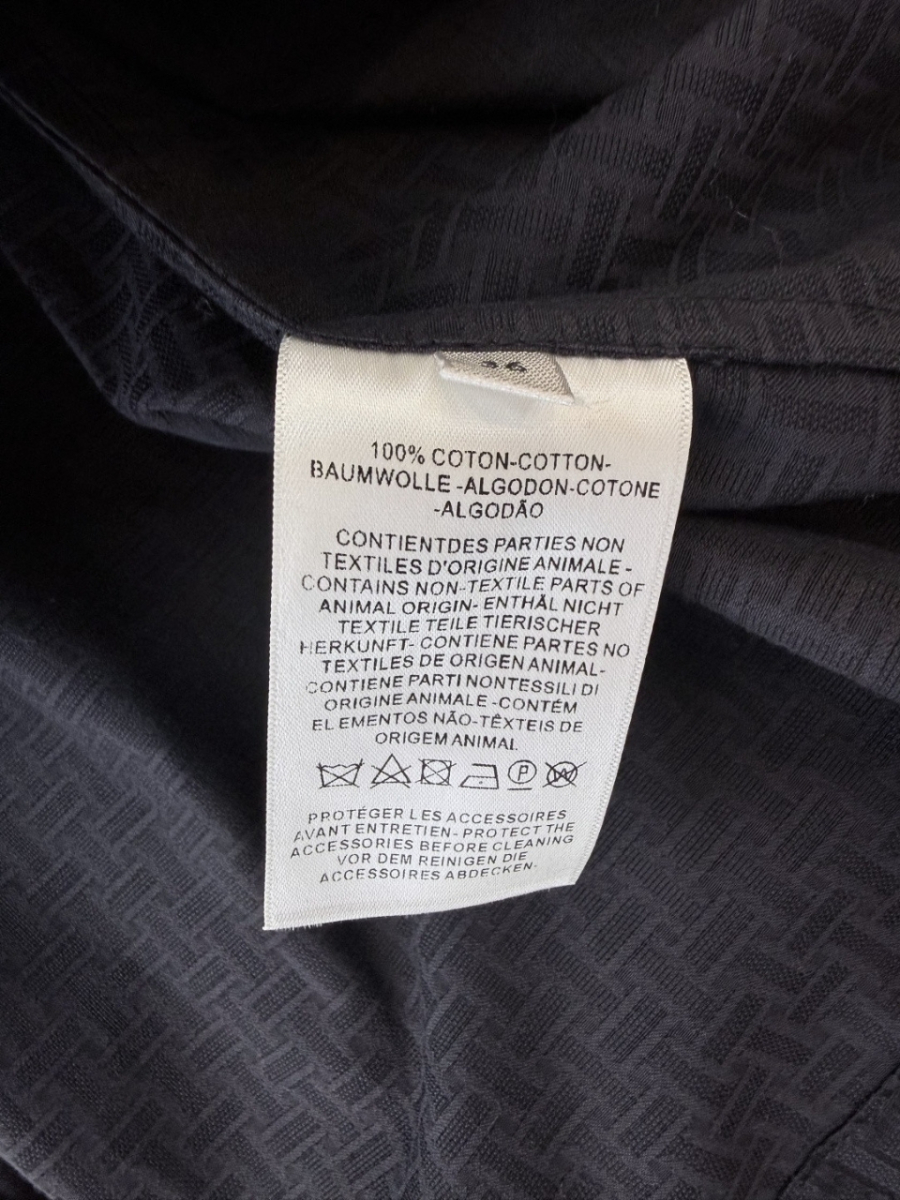 36
100% COTON-COTTON-
BAUMWOLLE -ALGODON-COTONE
-ALGODÃO
CONTIENTDES PARTIES NON
TEXTILES D'ORIGINE ANIMALE -
CONTAINS NON-TEXTILE PARTS OF
ANIMAL ORIGIN- ENTHÄL NICHT
TEXTILE TEILE TIERISCHER
HERKUNFT- CONTIENE PARTES NO
TEXTILES DE ORIGEN ANIMAL-
CONTIENE PARTI NONTESSILI DI
ORIGINE ANIMALE -CONTÉM
ELEMENTOS NÃO-TÊXTEIS DE
ORIGEM ANIMAL
P W
PROTÉGER LES ACCESSOIRES
AVANT ENTRETIEN- PROTECT THE
ACCESSORIES BEFORE CLEANING
VOR DEM REINIGEN DIE
ACCESSOIRES ABDECKEN.